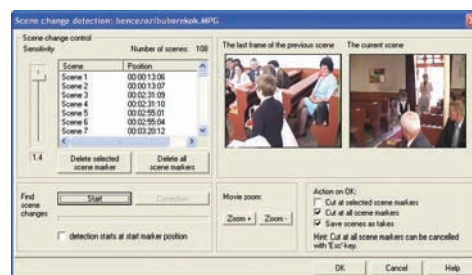 Scene change detection: bencezozibuborekok.MPG
Scene change control
Sensitivity
Number of scenes: 108
Scene Position
Scene 1 00:00:13:06
Scene 2 00:00:13:07
Scene 3 00:02:31:09
Scene 4 00:02:31:10
Scene 5 00:02:55:01
Scene 6 00:02:55:04
Scene 7 00:03:20:12
1.4
Delete selected scene marker
Delete all scene markers
The last frame of the previous scene
The current scene
Find scene changes
Start
Correction
detection starts at start marker position
Movie zoom:
Zoom + Zoom -
Action on OK:
Cut at selected scene markers
Cut at all scene markers
Save scenes as takes
Hint: Cut at all scene markers can be cancelled
with 'Esc'-key.
OK Cancel Help